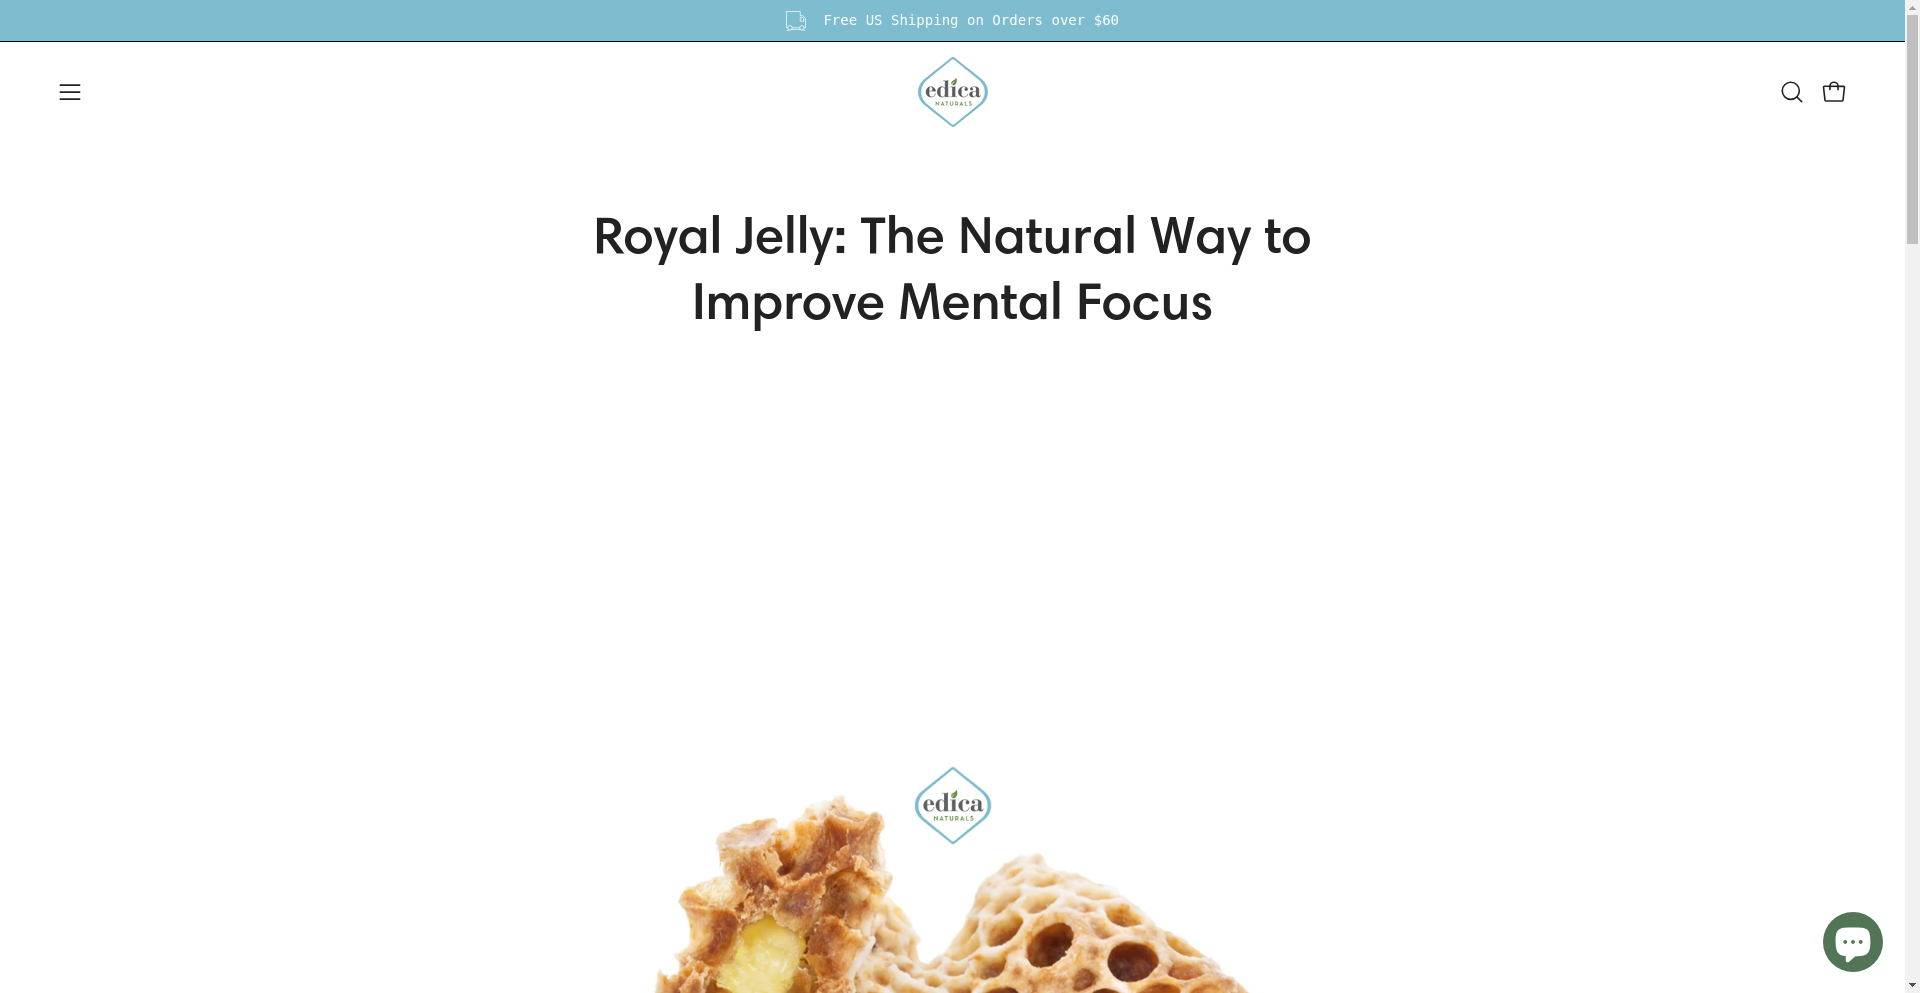 Free US Shipping on Orders over $60
edica
NATURALS
Royal Jelly: The Natural Way to
Improve Mental Focus
edica
NATURALS